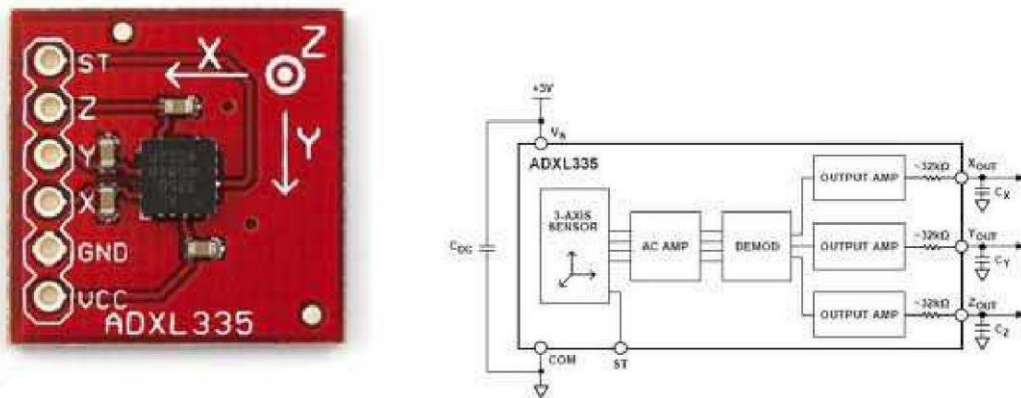 Z
X
ST
Z
Y
Y
X
GND
VCC
ADXL335
+3V
VS
ADXL335
3-AXIS
SENSOR
AC AMP
DEMOD
OUTPUT AMP
OUTPUT AMP
OUTPUT AMP
~32kΩ
XOUT
CX
~32kΩ
YOUT
CY
~32kΩ
ZOUT
CZ
CDC
COM
ST